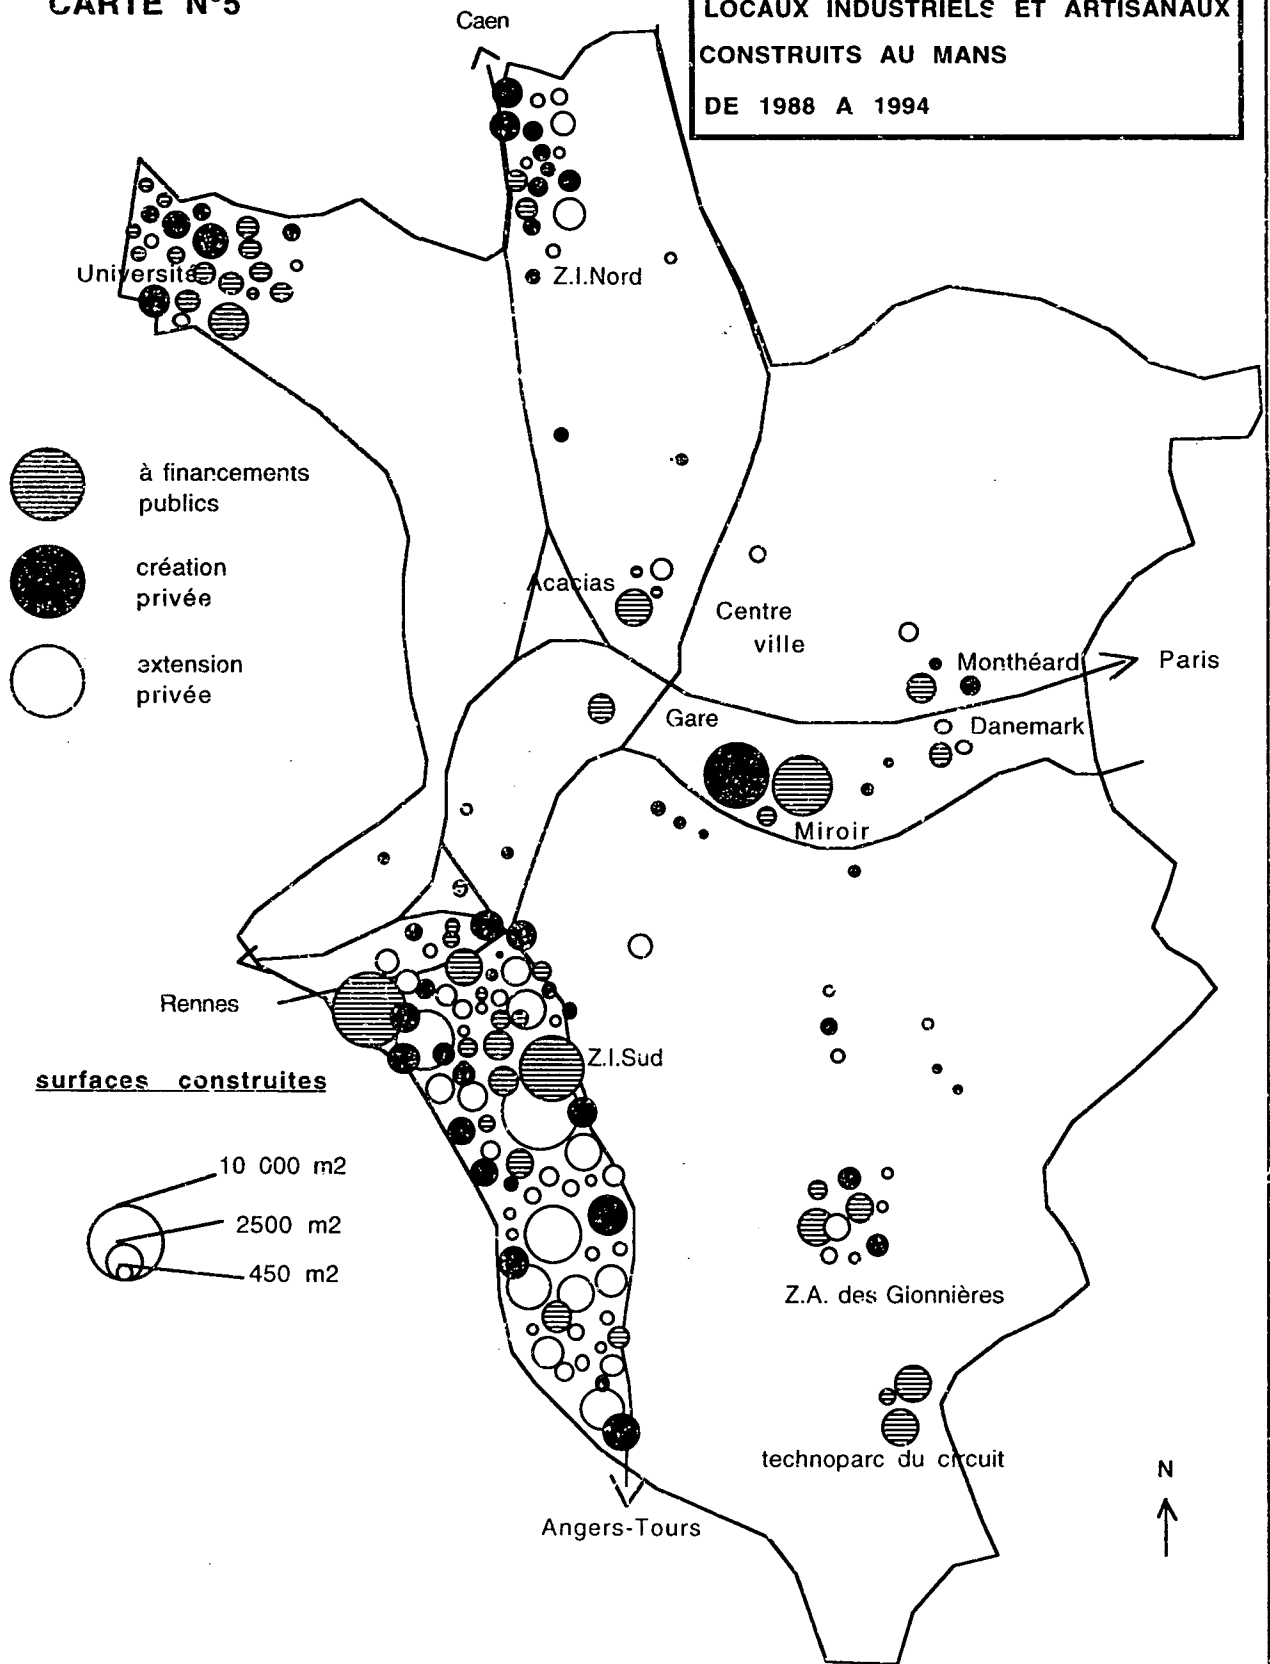 CARTE N°5
LOCAUX INDUSTRIELS ET ARTISANAUX
CONSTRUITS AU MANS
DE 1988 A 1994
Caen
Université
Z.I.Nord
à financements
publics
création
privée
extension
privée
Acacias
Centre
ville
Monthéard
Paris
Gare
Danemark
Miroir
Rennes
Z.I.Sud
surfaces construites
10 000 m2
2500 m2
450 m2
Z.A. des Gionnières
technoparc du circuit
N
Angers-Tours